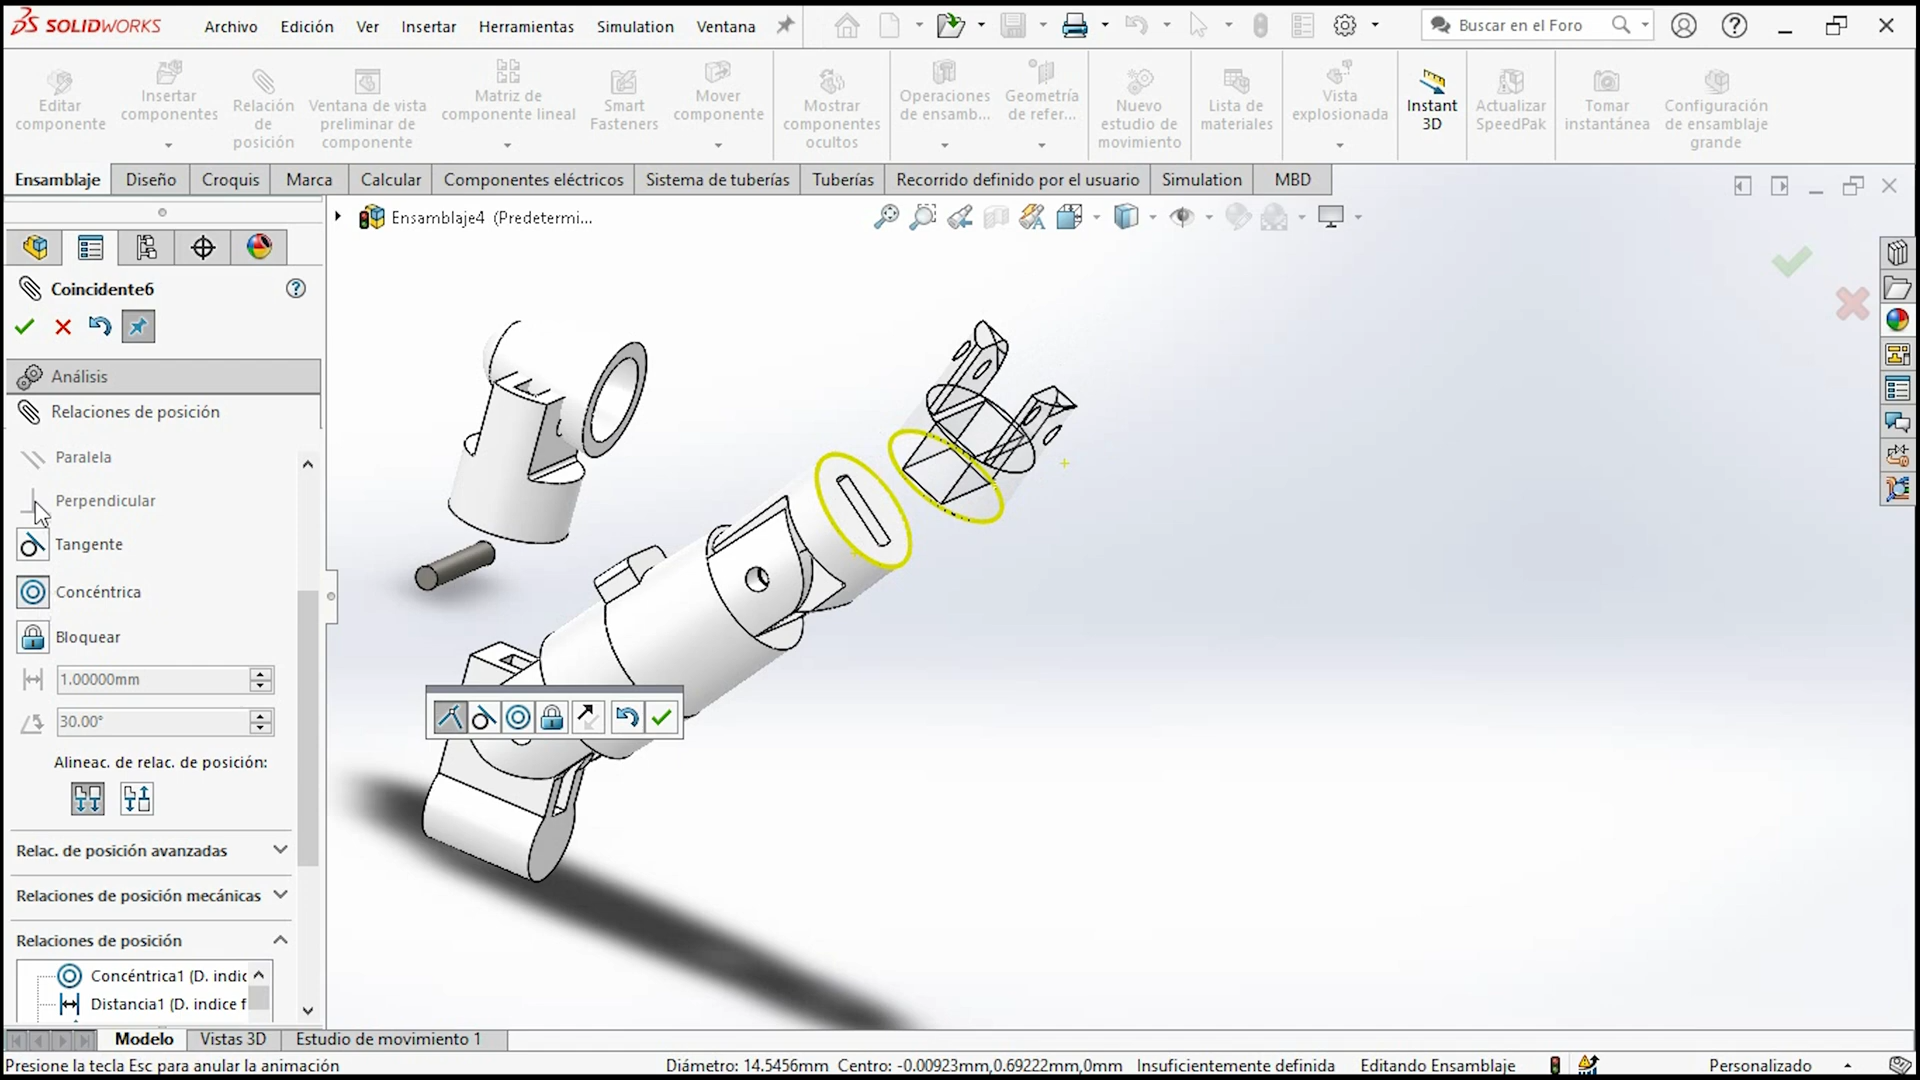 SOLIDWORKS
Archivo Edición Ver Insertar Herramientas Simulation Ventana
Buscar en el Foro
Editar componente
Insertar componentes
Relación de posición
Ventana de vista preliminar de componente
Matriz de componente lineal
Smart Fasteners
Mover componente
Mostrar componentes ocultos
Operaciones de ensamb...
Geometría de refer...
Nuevo estudio de movimiento
Lista de materiales
Vista explosionada
Instant 3D
Actualizar SpeedPak
Tomar instantánea
Configuración de ensamblaje grande
Ensamblaje Diseño Croquis Marca Calcular Componentes eléctricos Sistema de tuberías Tuberías Recorrido definido por el usuario Simulation MBD
Ensamblaje4 (Predetermi...
Coincidente6
Análisis
Relaciones de posición
Paralela
Perpendicular
Tangente
Concéntrica
Bloquear
1.00000mm
30.00°
Alineac. de relac. de posición:
Relac. de posición avanzadas
Relaciones de posición mecánicas
Relaciones de posición
Concéntrica1 (D. indic
Distancia1 (D. indice f
Modelo Vistas 3D Estudio de movimiento 1
Presione la tecla Esc para anular la animación Diámetro: 14.5456mm Centro: -0.00923mm,0.69222mm,0mm Insuficientemente definida Editando Ensamblaje Personalizado